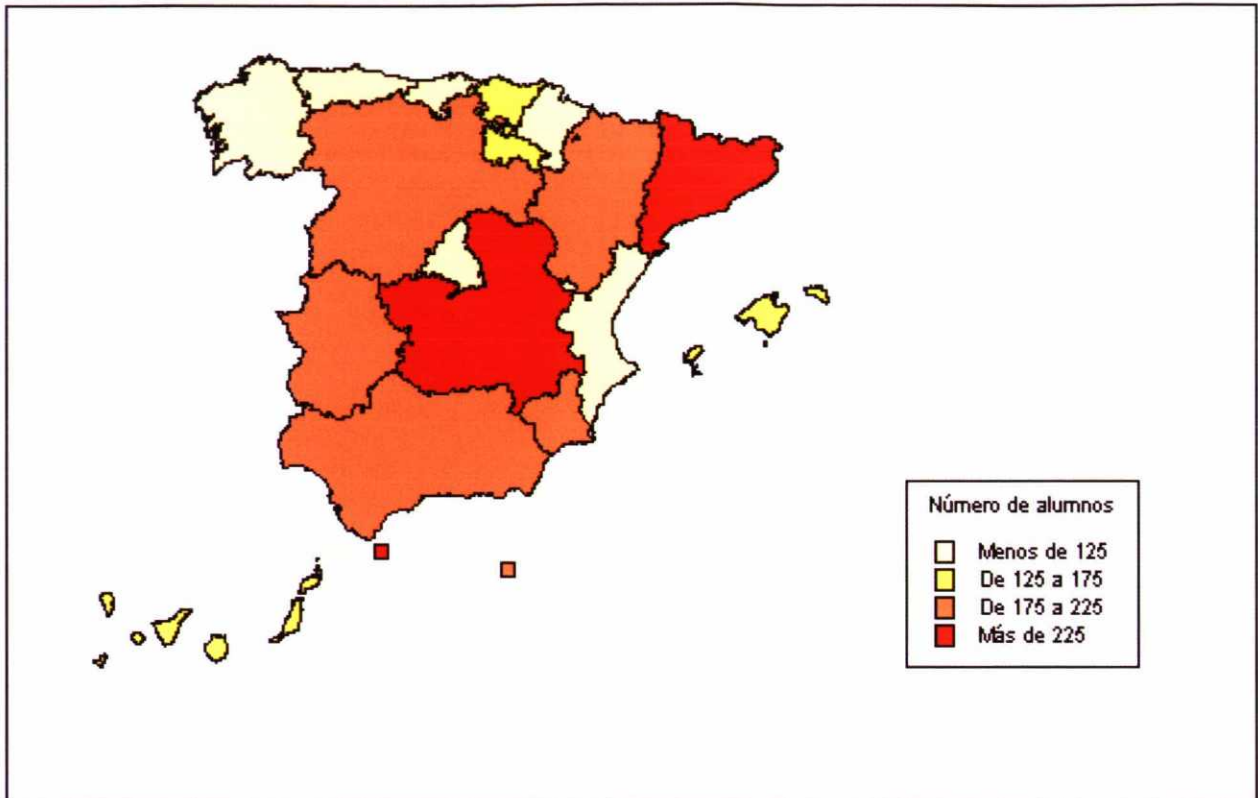 Número de alumnos
Menos de 125
De 125 a 175
De 175 a 225
Más de 225